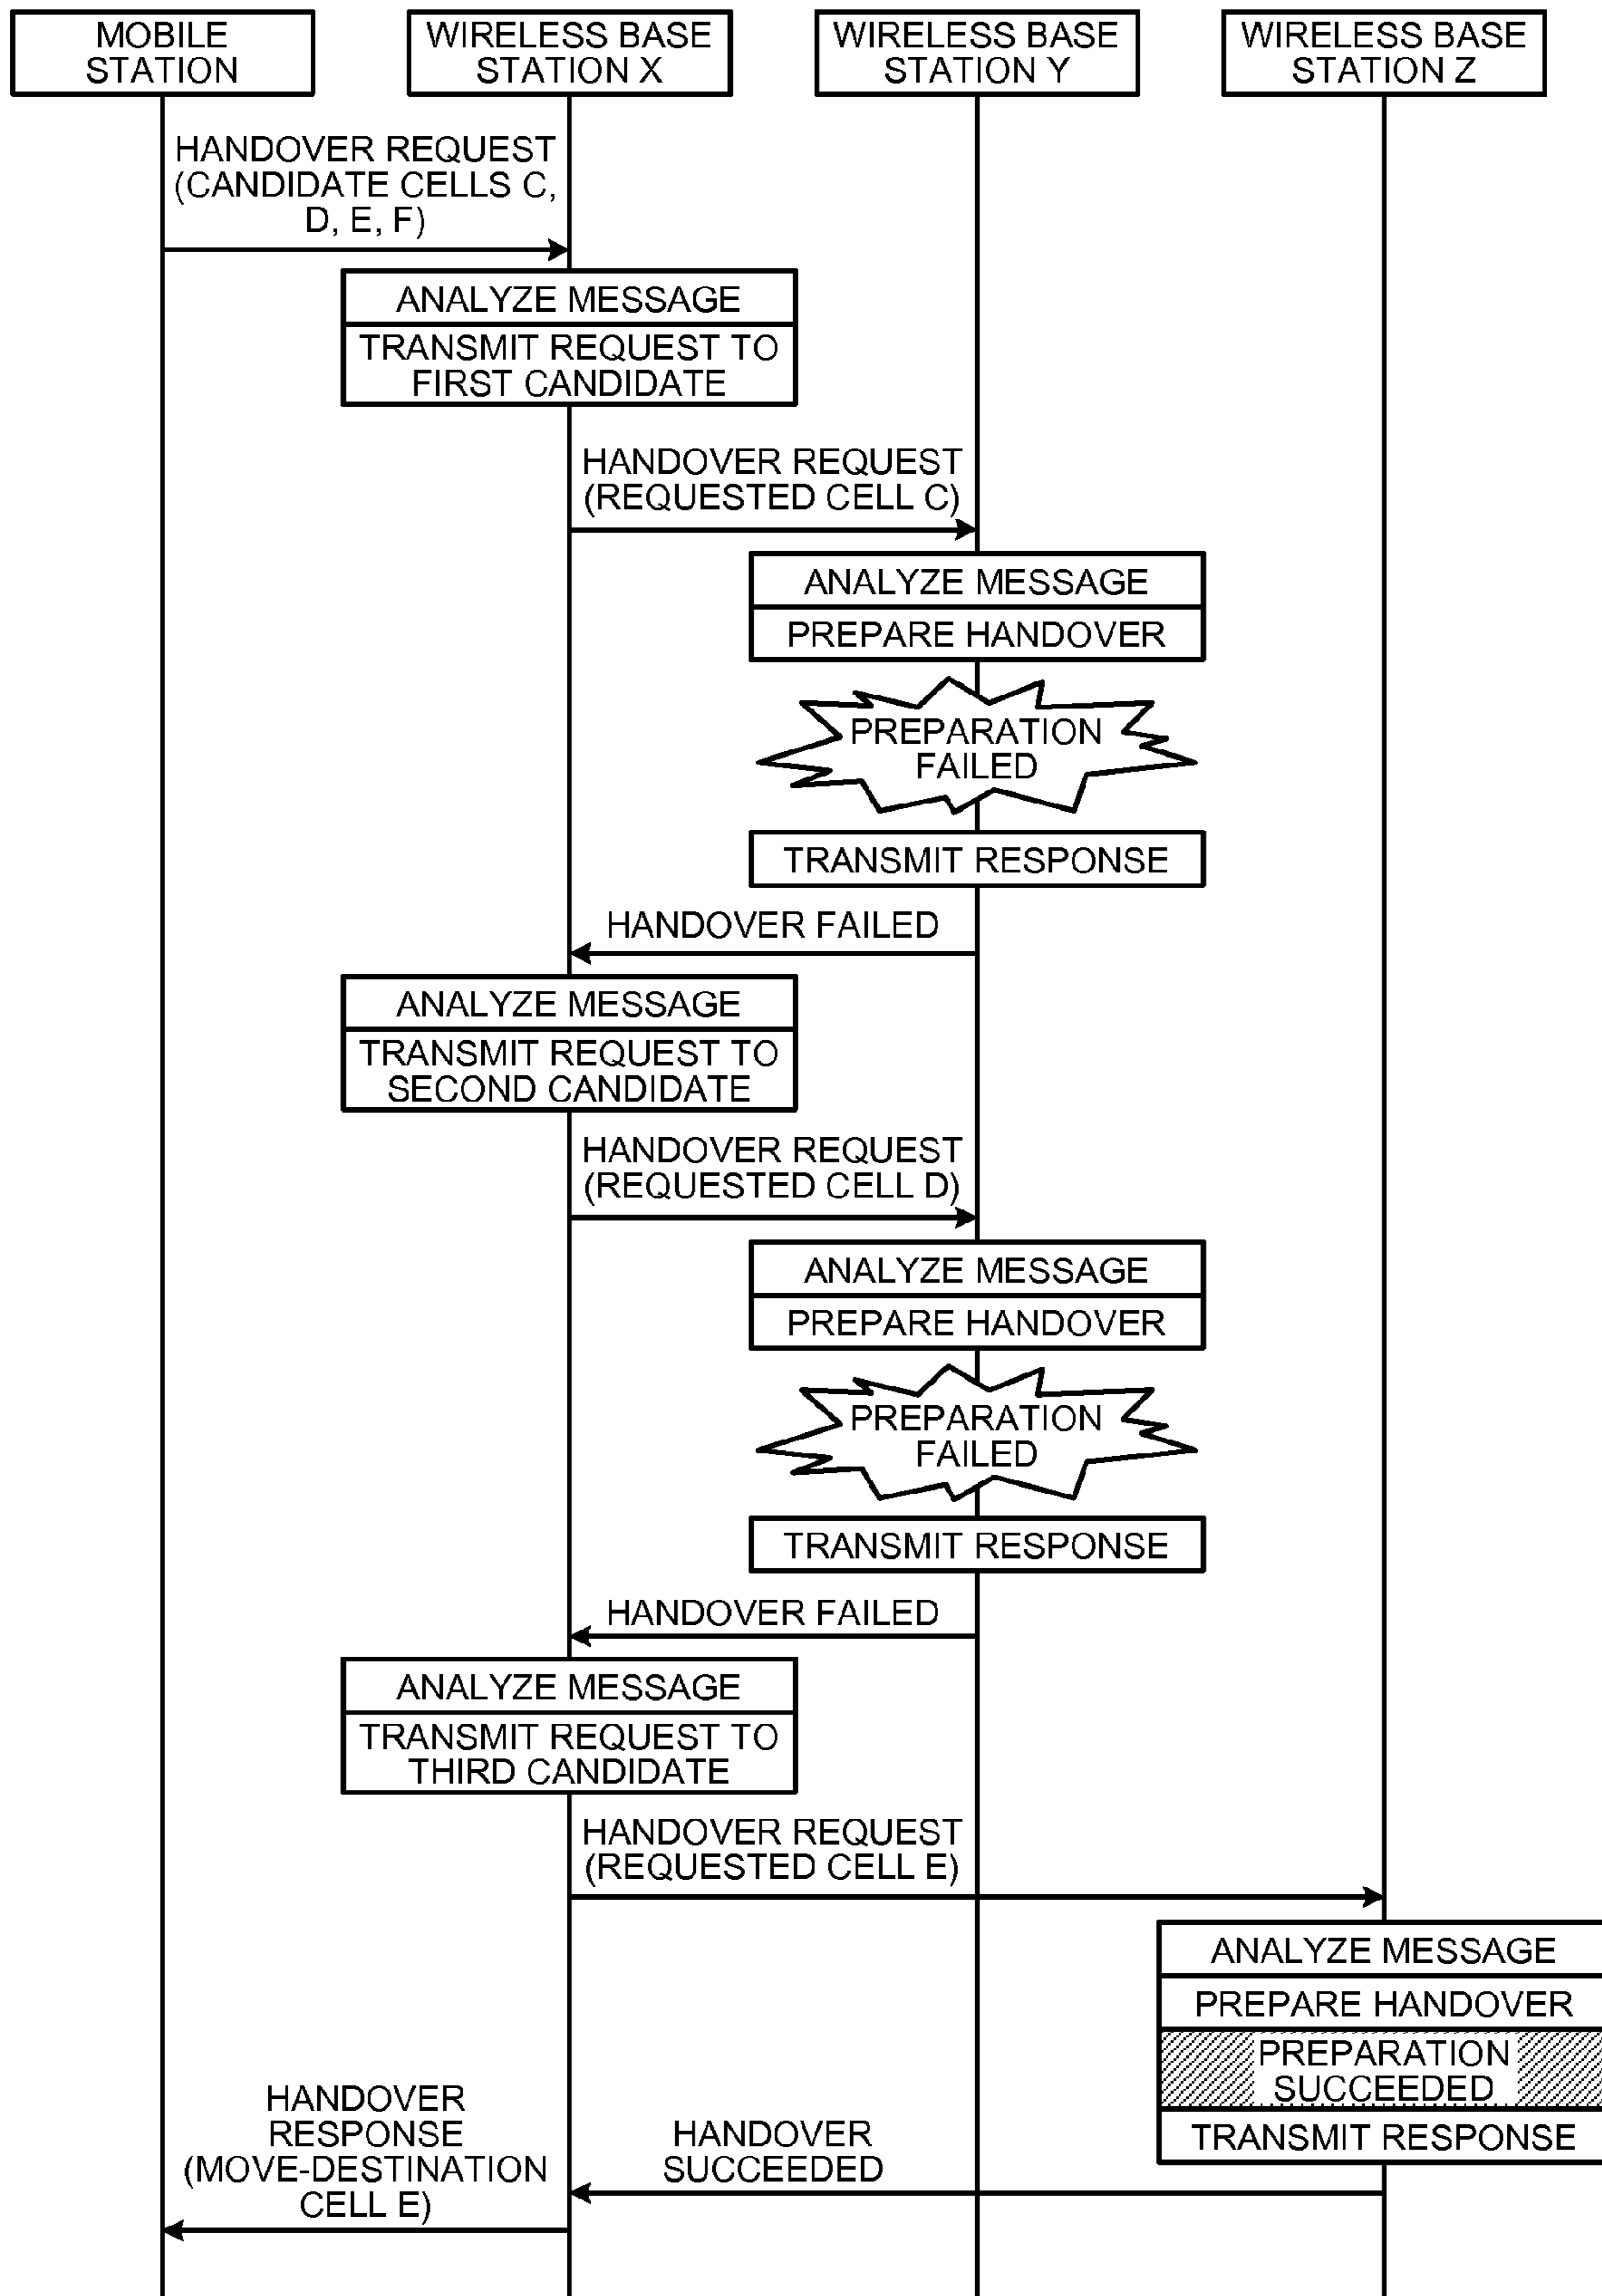 MOBILE
STATION
WIRELESS BASE
STATION X
WIRELESS BASE
STATION Y
WIRELESS BASE
STATION Z
HANDOVER REQUEST
(CANDIDATE CELLS C,
D, E, F)
ANALYZE MESSAGE
TRANSMIT REQUEST TO
FIRST CANDIDATE
HANDOVER REQUEST
(REQUESTED CELL C)
ANALYZE MESSAGE
PREPARE HANDOVER
PREPARATION
FAILED
TRANSMIT RESPONSE
HANDOVER FAILED
ANALYZE MESSAGE
TRANSMIT REQUEST TO
SECOND CANDIDATE
HANDOVER REQUEST
(REQUESTED CELL D)
ANALYZE MESSAGE
PREPARE HANDOVER
PREPARATION
FAILED
TRANSMIT RESPONSE
HANDOVER FAILED
ANALYZE MESSAGE
TRANSMIT REQUEST TO
THIRD CANDIDATE
HANDOVER REQUEST
(REQUESTED CELL E)
ANALYZE MESSAGE
PREPARE HANDOVER
PREPARATION
SUCCEEDED
TRANSMIT RESPONSE
HANDOVER
SUCCEEDED
HANDOVER
RESPONSE
(MOVE-DESTINATION
CELL E)